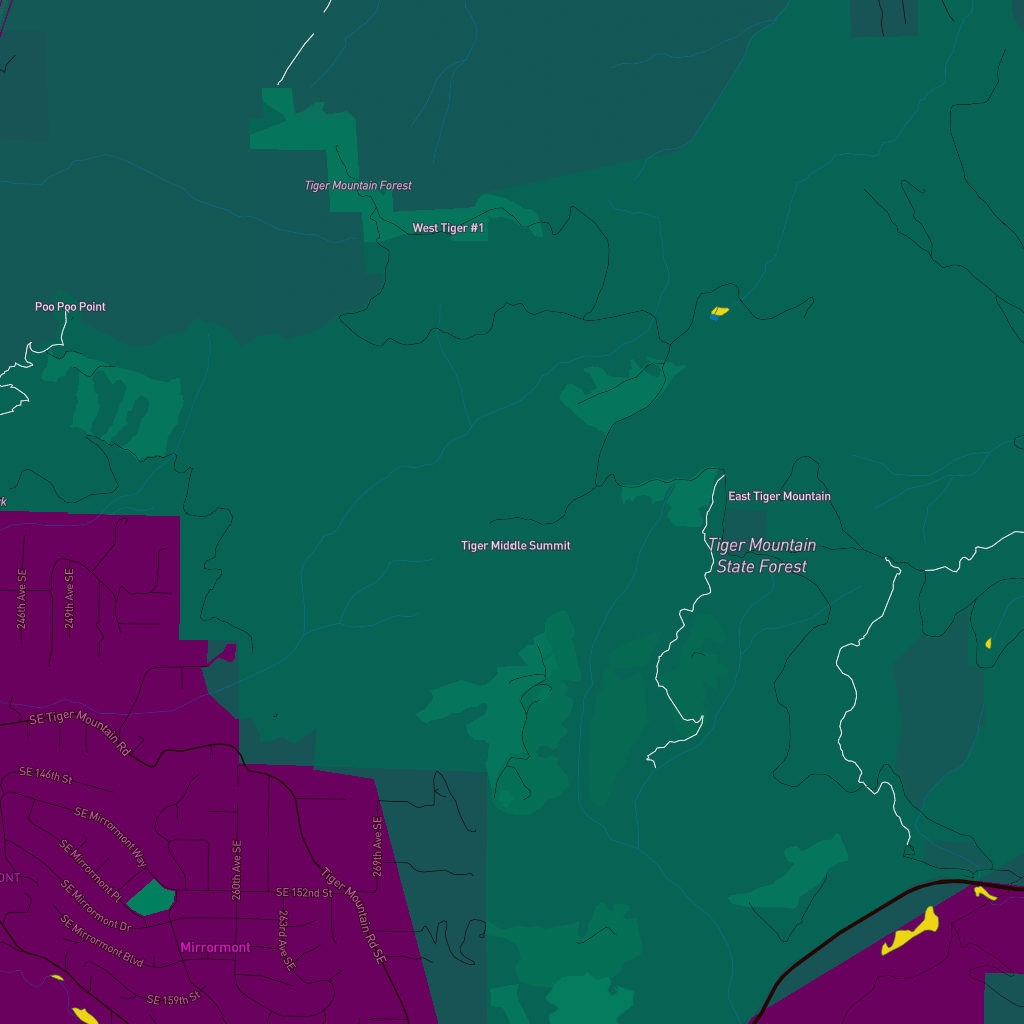 Tiger Mountain Forest
West Tiger #1
Poo Poo Point
East Tiger Mountain
Tiger Middle Summit
Tiger Mountain
State Forest
246th Ave SE
249th Ave SE
SE Tiger Mountain Rd
SE 146th St
SE Mirrormont Way
SE Mirrormont Pl
SE Mirrormont Dr
SE Mirrormont Blvd
260th Ave SE
269th Ave SE
SE 152nd St
263rd Ave SE
Tiger Mountain Rd SE
Mirrormont
SE 159th St